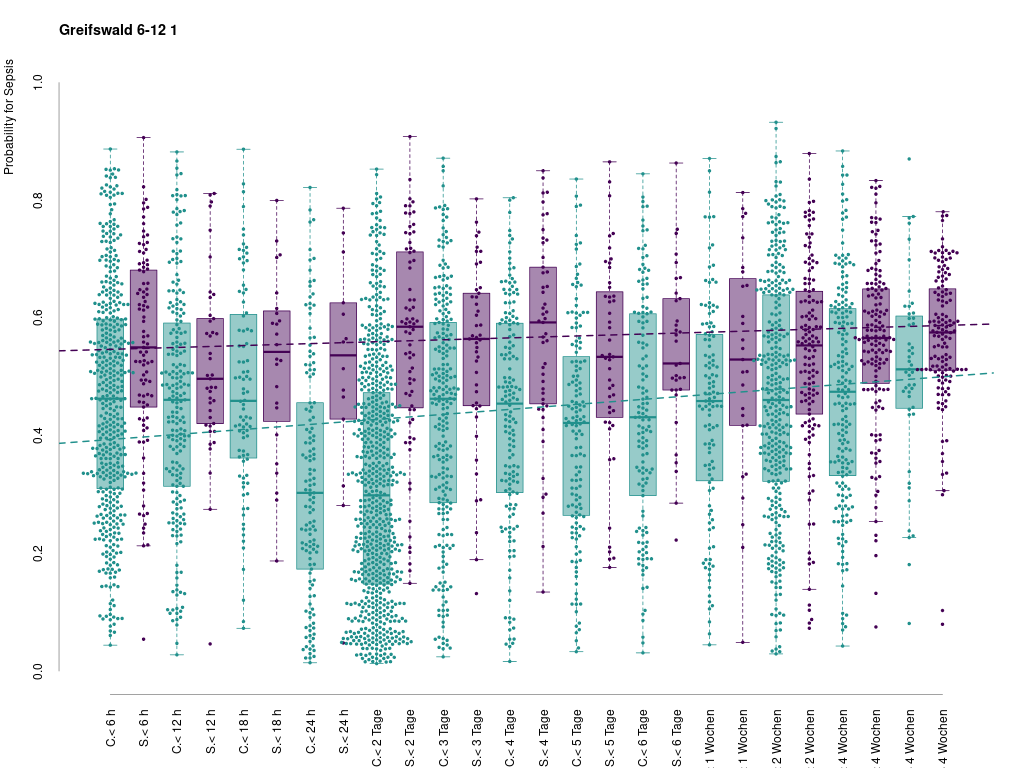 Greifswald 6-12 1
Probability for Sepsis
1.0
0.8
0.6
0.4
0.2
0.0
C.< 6 h
S.< 6 h
C.< 12 h
S.< 12 h
C.< 18 h
S.< 18 h
C.< 24 h
S.< 24 h
C.< 2 Tage
S.< 2 Tage
C.< 3 Tage
S.< 3 Tage
C.< 4 Tage
S.< 4 Tage
C.< 5 Tage
S.< 5 Tage
C.< 6 Tage
S.< 6 Tage
1 Wochen
1 Wochen
2 Wochen
2 Wochen
4 Wochen
4 Wochen
4 Wochen
4 Wochen